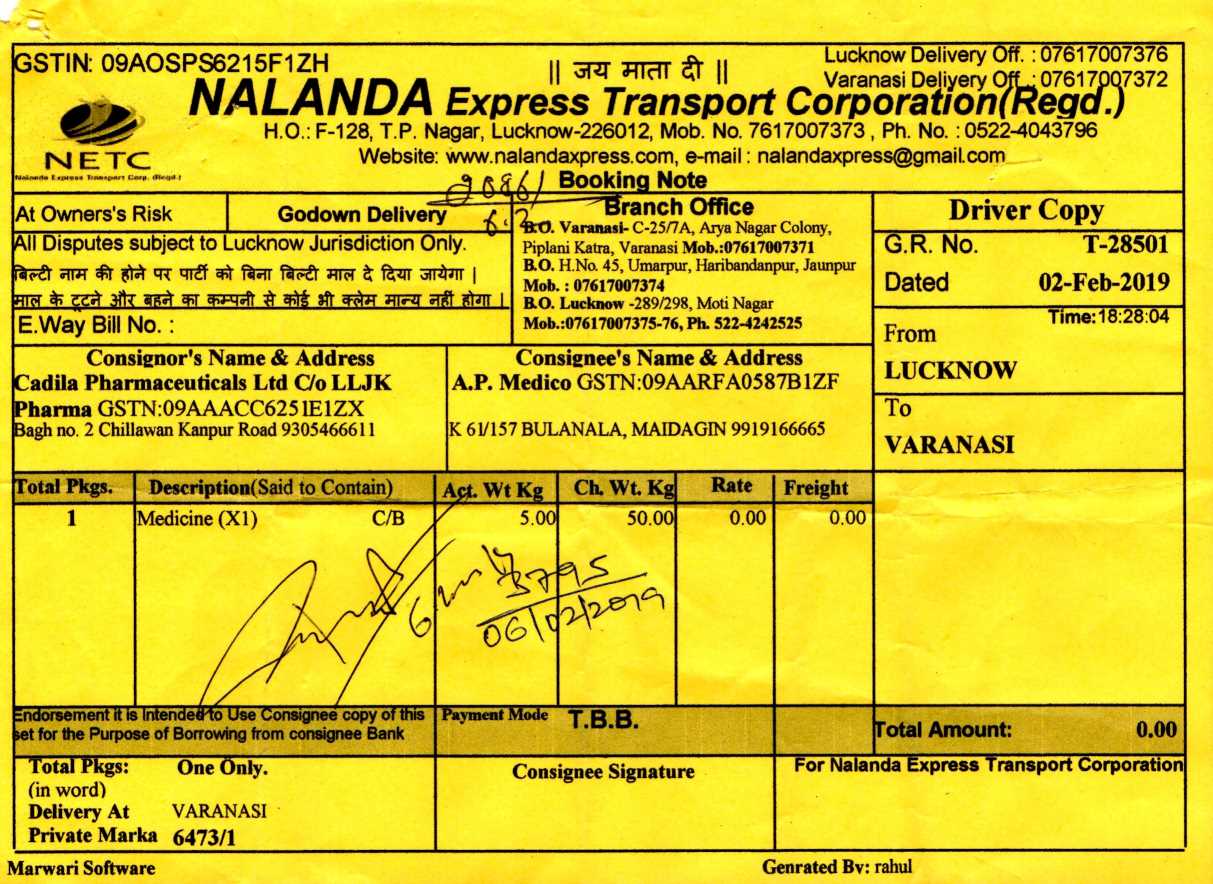 GSTIN: 09AOSPS6215F1ZH
|| जय माता दी ||
Lucknow Delivery Off. : 07617007376
Varanasi Deliyery Off. : 07617007372
NALANDA Express Transport Corporation(Regd.)
H.O.: F-128, T.P. Nagar, Lucknow-226012, Mob. No. 7617007373 , Ph. No. : 0522-4043796
NETC
Website: www.nalandaxpress.com, e-mail : nalandaxpress@gmail.com
Nalanda Express Transport Corp. (Regd.)
20861
Booking Note
At Owners's Risk
Godown Delivery
All Disputes subject to Lucknow Jurisdiction Only.
बिल्टी नाम की होने पर पार्टी को बिना बिल्टी माल दे दिया जायेगा |
माल के टूटने और बहने का कम्पनी से कोई भी क्लेम मान्य नहीं होगा |
E.Way Bill No. :
Branch Office
B.O. Varanasi- C-25/7A, Arya Nagar Colony,
Piplani Katra, Varanasi Mob.:07617007371
B.O. H.No. 45, Umarpur, Haribandanpur, Jaunpur
Mob. : 07617007374
B.O. Lucknow -289/298, Moti Nagar
Mob.:07617007375-76, Ph. 522-4242525
Driver Copy
G.R. No. T-28501
Dated 02-Feb-2019
Time:18:28:04
From
LUCKNOW
To
VARANASI
Consignor's Name & Address
Cadila Pharmaceuticals Ltd C/o LLJK
Pharma GSTN:09AAACC6251E1ZX
Bagh no. 2 Chillawan Kanpur Road 9305466611
Consignee's Name & Address
A.P. Medico GSTN:09AARFA0587B1ZF
K 61/157 BULANALA, MAIDAGIN 9919166665
Total Pkgs. Description(Said to Contain) Act. Wt Kg Ch. Wt. Kg Rate Freight
1 Medicine (X1) C/B 5.00 50.00 0.00 0.00
3795
06/02/2019
Endorsement it is Intended to Use Consignee copy of this
set for the Purpose of Borrowing from consignee Bank
Payment Mode T.B.B.
Total Amount: 0.00
Total Pkgs: One Only.
(in word)
Delivery At VARANASI
Private Marka 6473/1
Consignee Signature
For Nalanda Express Transport Corporation
Marwari Software
Genrated By: rahul